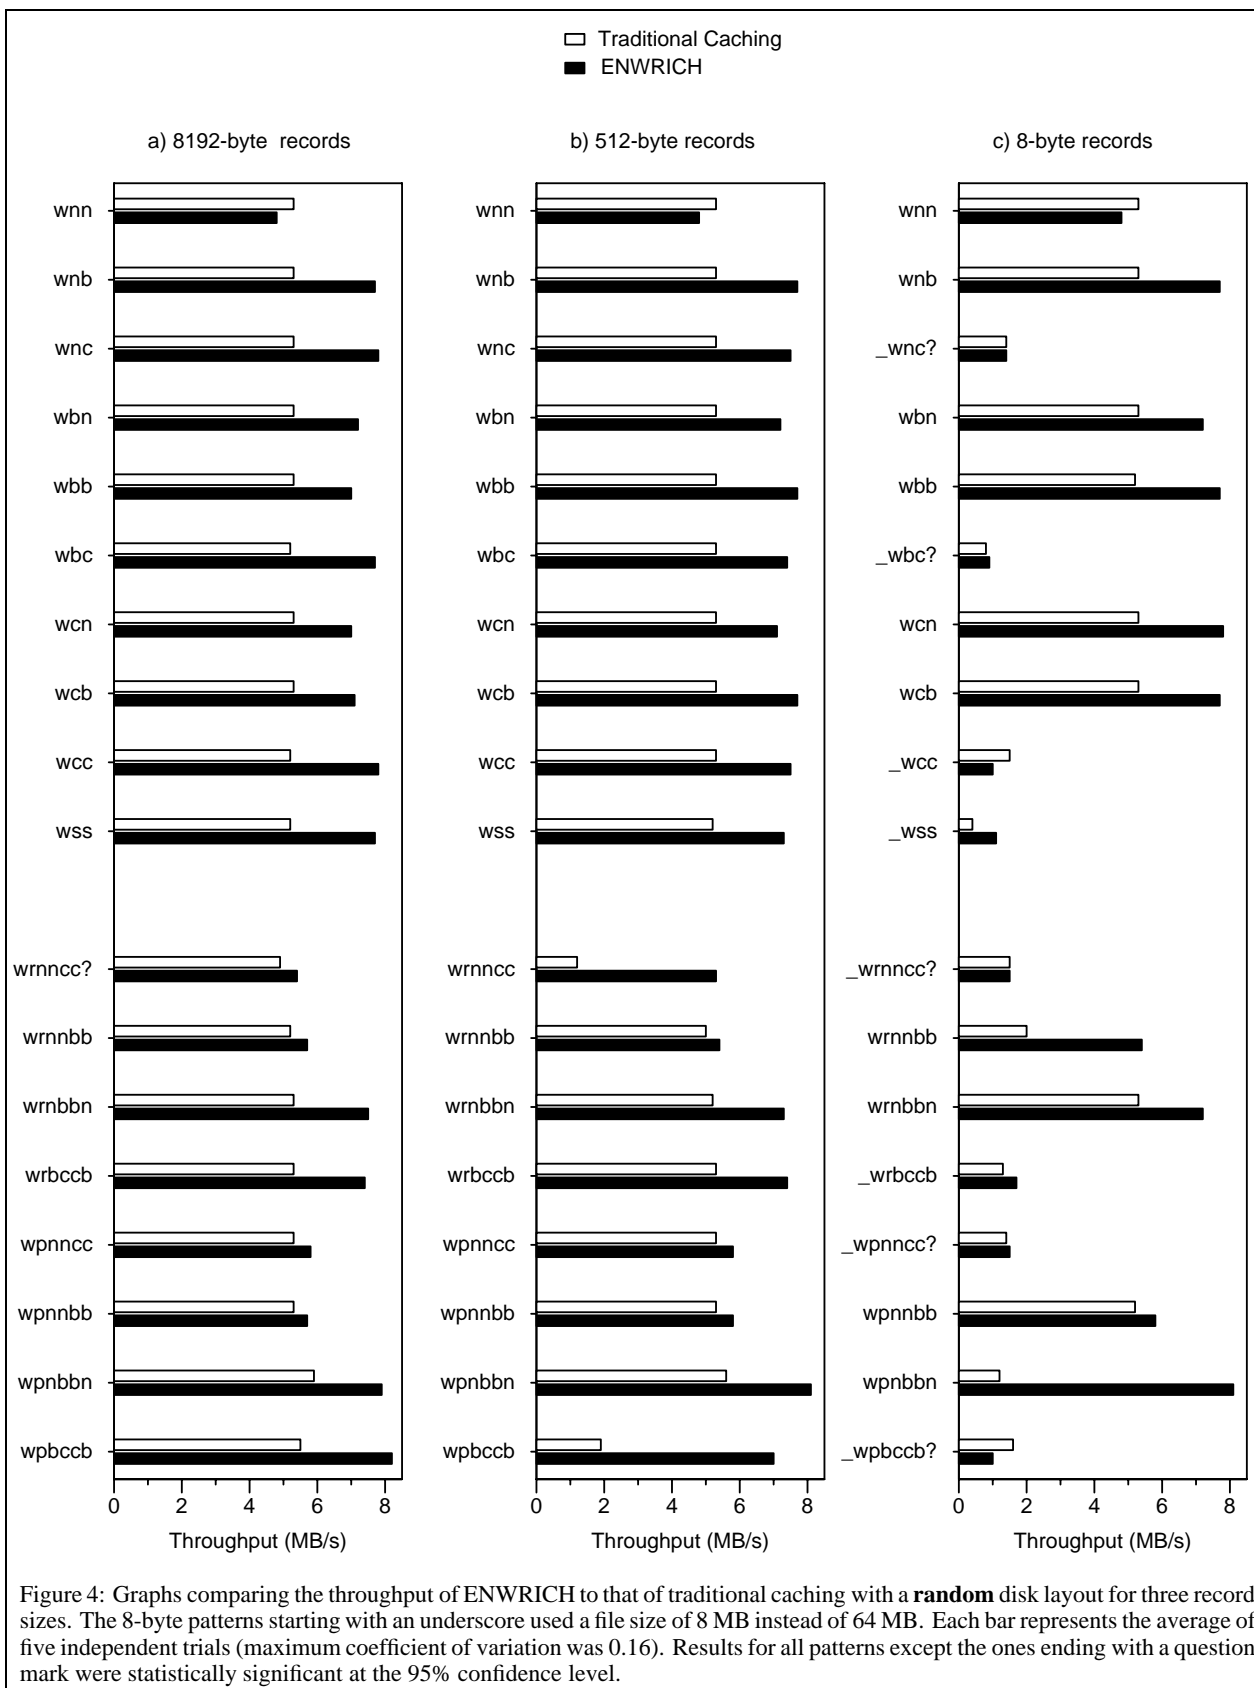 Traditional Caching
ENWRICH
a) 8192-byte records
b) 512-byte records
c) 8-byte records
wnn
wnb
wnc
wbn
wbb
wbc
wcn
wcb
wcc
wss
wrnncc?
wrnnbb
wrnbbn
wrbccb
wpnncc
wpnnbb
wpnbbn
wpbccb
0 2 4 6 8
Throughput (MB/s)
wnn
wnb
wnc
wbn
wbb
wbc
wcn
wcb
wcc
wss
wrnncc
wrnnbb
wrnbbn
wrbccb
wpnncc
wpnnbb
wpnbbn
wpbccb
0 2 4 6 8
Throughput (MB/s)
wnn
wnb
_wnc?
wbn
wbb
_wbc?
wcn
wcb
_wcc
_wss
_wrnncc?
wrnnbb
wrnbbn
_wrbccb
_wpnncc?
wpnnbb
wpnbbn
_wpbccb?
0 2 4 6 8
Throughput (MB/s)
Figure 4: Graphs comparing the throughput of ENWRICH to that of traditional caching with a random disk layout for three record
sizes. The 8-byte patterns starting with an underscore used a file size of 8 MB instead of 64 MB. Each bar represents the average of
five independent trials (maximum coefficient of variation was 0.16). Results for all patterns except the ones ending with a question
mark were statistically significant at the 95% confidence level.